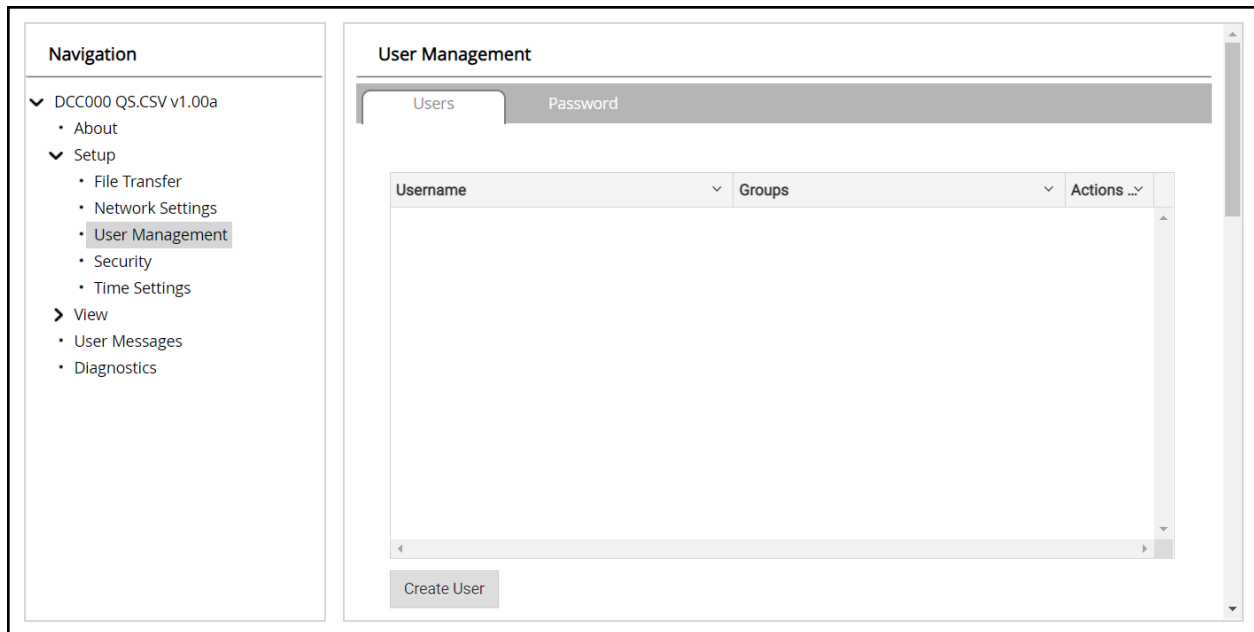 Navigation
DCC000 QS.CSV v1.00a
About
Setup
File Transfer
Network Settings
User Management
Security
Time Settings
View
User Messages
Diagnostics
User Management
Users Password
Username Groups Actions ...
Create User